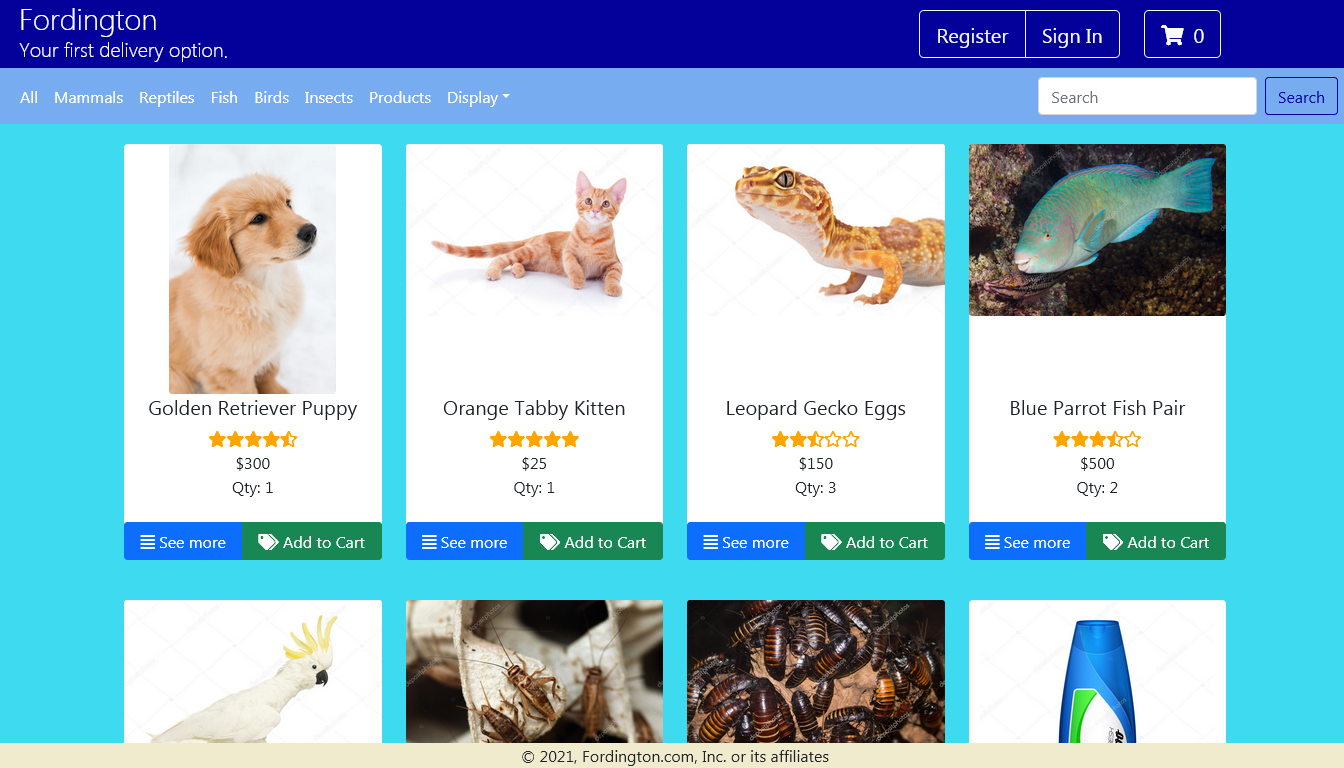 Fordington
Your first delivery option.
Register Sign In 0
All Mammals Reptiles Fish Birds Insects Products Display Search Search
Golden Retriever Puppy
$300
Qty: 1
See more Add to Cart
Orange Tabby Kitten
$25
Qty: 1
See more Add to Cart
Leopard Gecko Eggs
$150
Qty: 3
See more Add to Cart
Blue Parrot Fish Pair
$500
Qty: 2
See more Add to Cart
© 2021, Fordington.com, Inc. or its affiliates